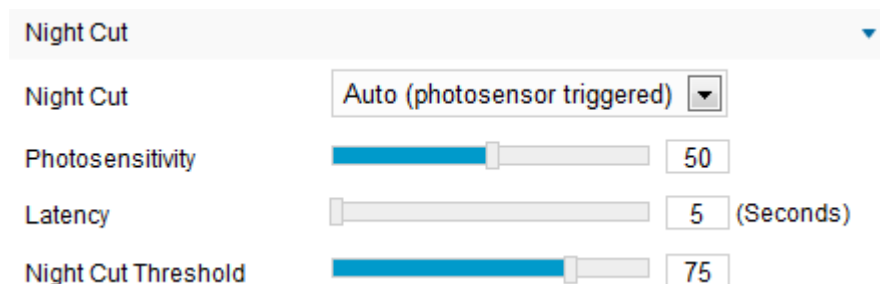 Night Cut
Night Cut Auto (photosensor triggered)
Photosensitivity 50
Latency 5 (Seconds)
Night Cut Threshold 75